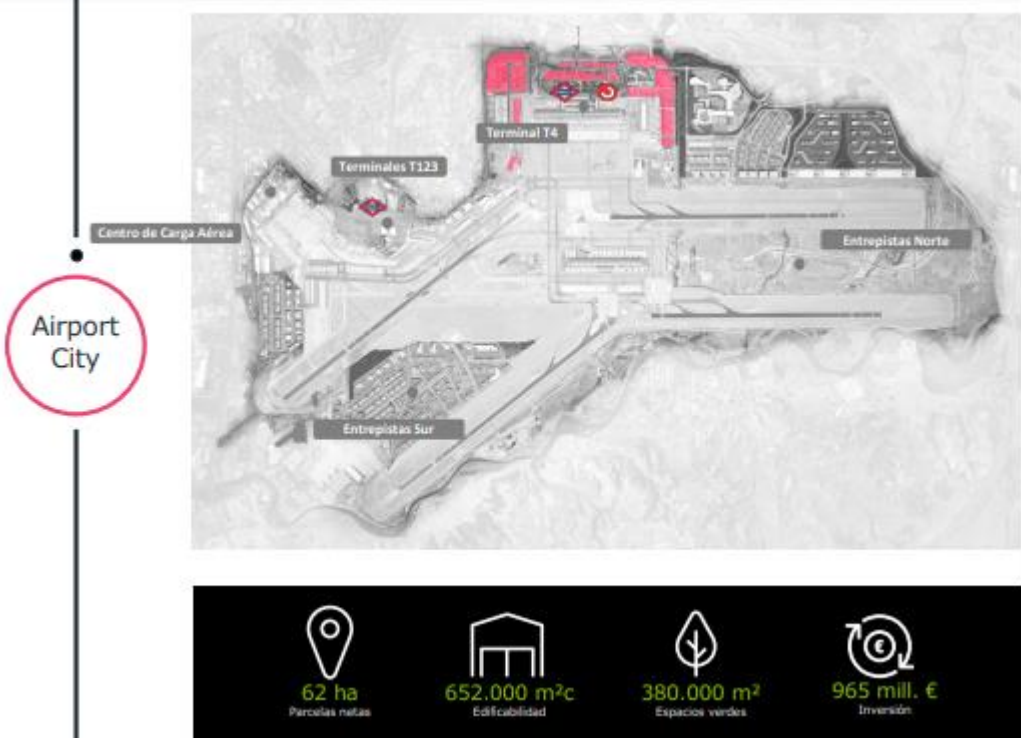 Terminal T4
Terminales T123
Centro de Carga Aérea
Entrepistas Norte
Airport
City
Entrepistas Sur
62 ha
Parcelas netas
652.000 m²c
Edificabilidad
380.000 m²
Espacios verdes
965 mill. €
Inversión